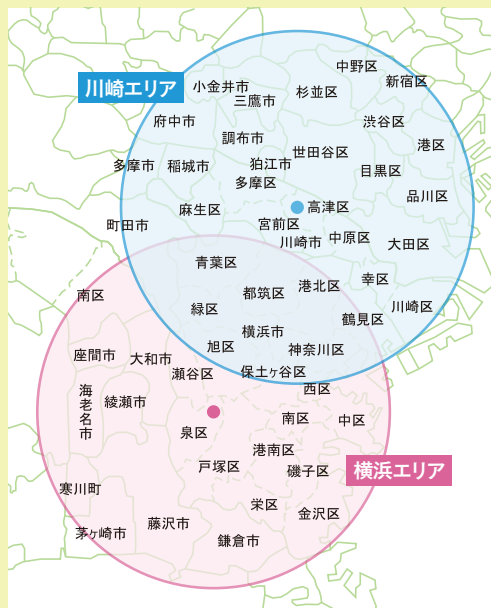 川崎エリア
中野区
新宿区
小金井市
三鷹市
杉並区
府中市
渋谷区
調布市
港区
世田谷区
狛江市
多摩市
稲城市
目黒区
多摩区
品川区
麻生区
高津区
町田市
宮前区
川崎市
中原区
大田区
青葉区
幸区
港北区
都筑区
南区
緑区
川崎区
鶴見区
横浜市
旭区
神奈川区
座間市
大和市
瀬谷区
保土ヶ谷区
西区
海老名市
綾瀬市
南区
中区
泉区
港南区
戸塚区
磯子区
横浜エリア
寒川町
栄区
金沢区
藤沢市
茅ヶ崎市
鎌倉市